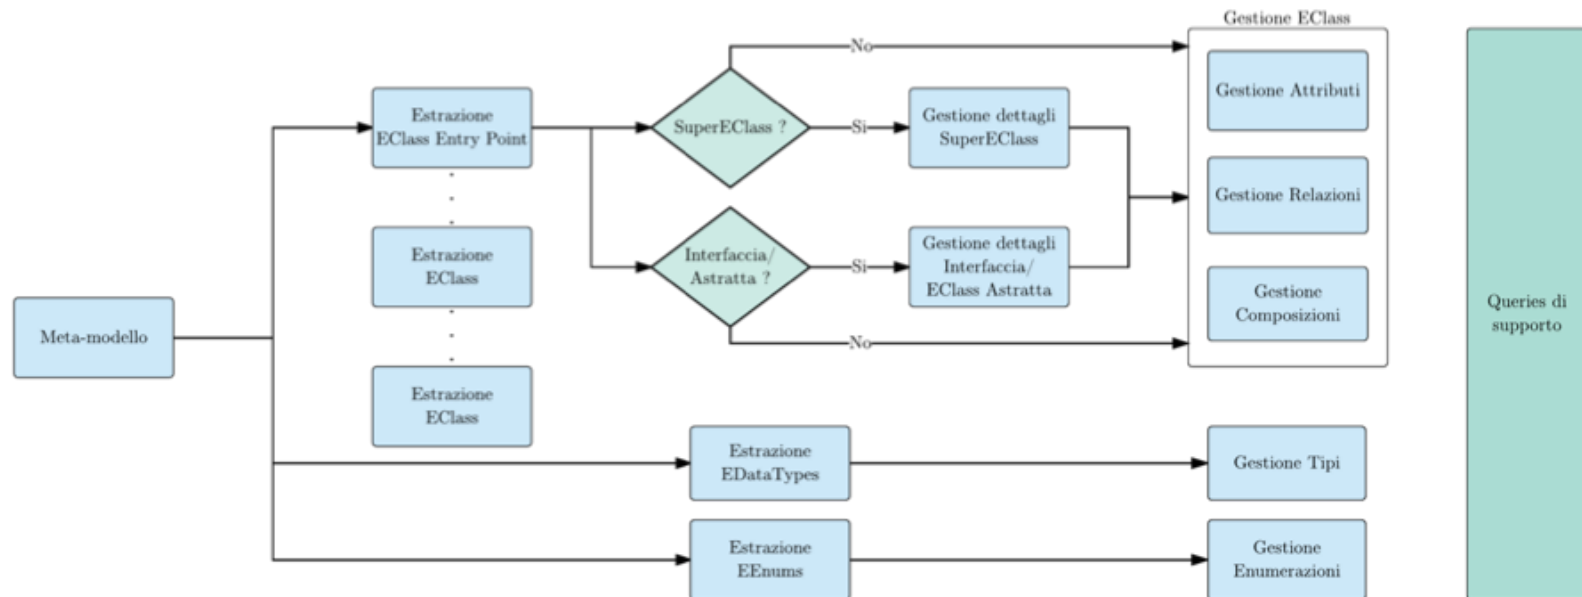 Gestione EClass
No
Gestione Attributi
Estrazione
EClass Entry Point
SuperEClass ?
Si
Gestione dettagli
SuperEClass
Gestione Relazioni
Estrazione
EClass
Interfaccia/
Astratta ?
Si
Gestione dettagli
Interfaccia/
EClass Astratta
Gestione
Composizioni
Queries di
supporto
Meta-modello
No
Estrazione
EClass
Estrazione
EDataTypes
Gestione Tipi
Estrazione
EEnums
Gestione
Enumerazioni